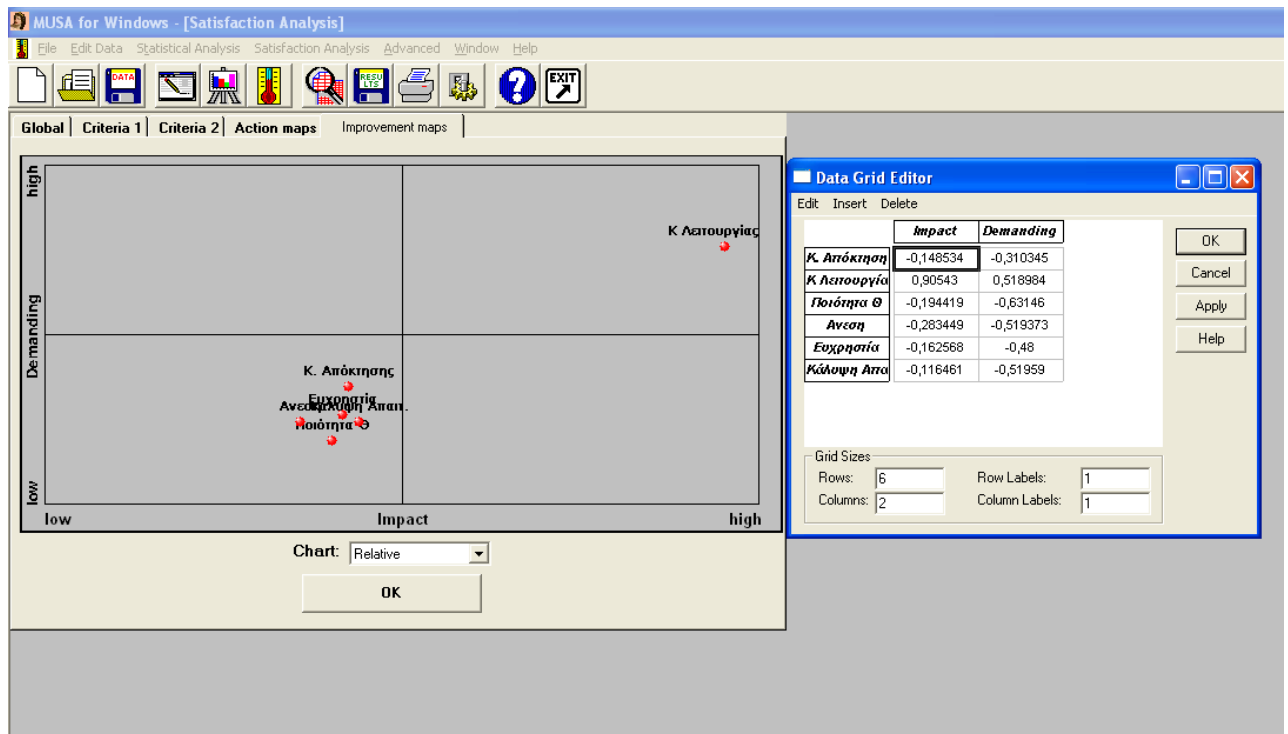 MUSA for Windows - [Satisfaction Analysis]
File Edit Data Statistical Analysis Satisfaction Analysis Advanced Window Help
DATA RESU LTS EXIT
Global Criteria 1 Criteria 2 Action maps Improvement maps
high
Demanding
low
Κ Λειτουργίας
Κ. Απόκτησης
Ευχρηστία
Απαιτ.
Ποιότητα Θ
low Impact high
Chart: Relative
OK
Data Grid Editor
Edit Insert Delete
Impact Demanding
Κ. Απόκτηση -0,148534 -0,310345
Κ Λειτουργία 0,90543 0,518984
Ποιότητα Θ -0,194419 -0,63146
Ανεση -0,283449 -0,519373
Ευχρηστία -0,162568 -0,48
Κάλυψη Απα -0,116461 -0,51959
OK
Cancel
Apply
Help
Grid Sizes
Rows: 6 Row Labels: 1
Columns: 2 Column Labels: 1